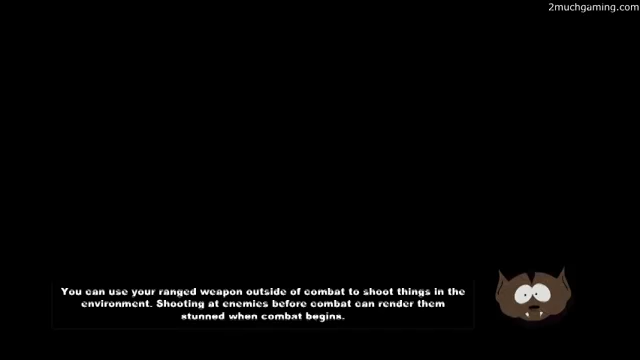 2muchgaming.com
You can use your ranged weapon outside of combat to shoot things in the
environment. Shooting at enemies before combat can render them
stunned when combat begins.